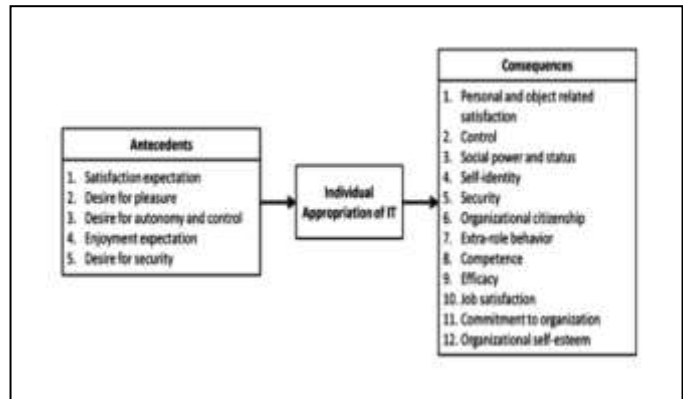 Antecedents
1. Satisfaction expectation
2. Desire for pleasure
3. Desire for autonomy and control
4. Enjoyment expectation
5. Desire for security
Individual
Appropriation of IT
Consequences
1. Personal and object related
satisfaction
2. Control
3. Social power and status
4. Self-identity
5. Security
6. Organizational citizenship
7. Extra-role behavior
8. Competence
9. Efficacy
10. Job satisfaction
11. Commitment to organization
12. Organizational self-esteem